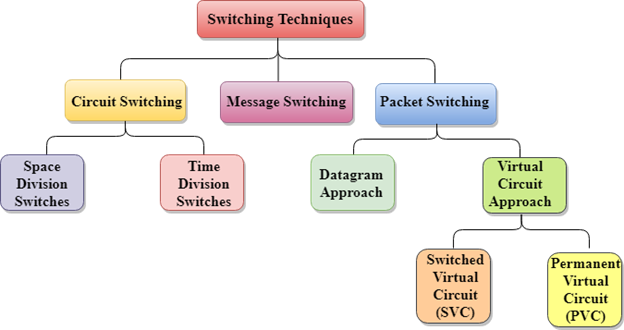 Switching Techniques
Circuit Switching
Message Switching
Packet Switching
Space
Division
Switches
Time
Division
Switches
Datagram
Approach
Virtual
Circuit
Approach
Switched
Virtual
Circuit
(SVC)
Permanent
Virtual
Circuit
(PVC)